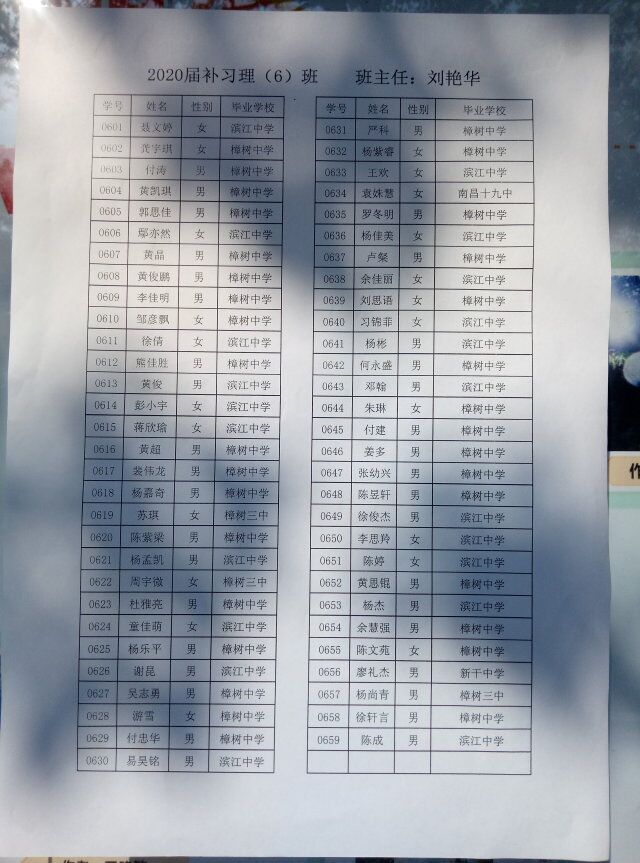 2020届补习理（6）班 班主任：刘艳华
学号 姓名 性别 毕业学校
0601 聂文婷 女 滨江中学
0602 龚宇琪 女 樟树中学
0603 付涛 男 樟树中学
0604 黄凯琪 男 樟树中学
0605 郭思佳 男 樟树中学
0606 鄢亦然 女 滨江中学
0607 黄晶 男 樟树中学
0608 黄俊鹏 男 樟树中学
0609 李佳明 男 樟树中学
0610 邹彦飘 女 樟树中学
0611 徐倩 女 滨江中学
0612 熊佳胜 男 樟树中学
0613 黄俊 男 滨江中学
0614 彭小宇 女 滨江中学
0615 蒋欣瑜 女 滨江中学
0616 黄超 男 樟树中学
0617 裴伟龙 男 樟树中学
0618 杨嘉奇 男 樟树中学
0619 苏琪 女 樟树三中
0620 陈紫梁 男 樟树中学
0621 杨孟凯 男 滨江中学
0622 周宇微 女 樟树三中
0623 杜雅亮 男 樟树中学
0624 童佳萌 女 滨江中学
0625 杨乐平 男 樟树中学
0626 谢昆 男 滨江中学
0627 吴志勇 男 樟树中学
0628 游雪 女 樟树中学
0629 付忠华 男 樟树中学
0630 易昊铭 男 滨江中学
学号 姓名 性别 毕业学校
0631 严科 男 樟树中学
0632 杨紫睿 女 樟树中学
0633 王欢 女 滨江中学
0634 袁姝慧 女 南昌十九中
0635 罗冬明 男 樟树中学
0636 杨佳美 女 滨江中学
0637 卢粲 男 樟树中学
0638 余佳丽 女 滨江中学
0639 刘思语 女 樟树中学
0640 习锦菲 女 滨江中学
0641 杨彬 男 滨江中学
0642 何永盛 男 樟树中学
0643 邓翰 男 滨江中学
0644 朱琳 女 樟树中学
0645 付建 男 樟树中学
0646 姜多 男 樟树中学
0647 张幼兴 男 樟树中学
0648 陈昱轩 男 樟树中学
0649 徐俊杰 男 滨江中学
0650 李思羚 女 滨江中学
0651 陈婷 女 滨江中学
0652 黄恩锟 男 樟树中学
0653 杨杰 男 滨江中学
0654 余慧强 男 樟树中学
0655 陈文苑 女 樟树中学
0656 廖礼杰 男 新干中学
0657 杨尚青 男 樟树三中
0658 徐轩言 男 樟树中学
0659 陈成 男 滨江中学
作